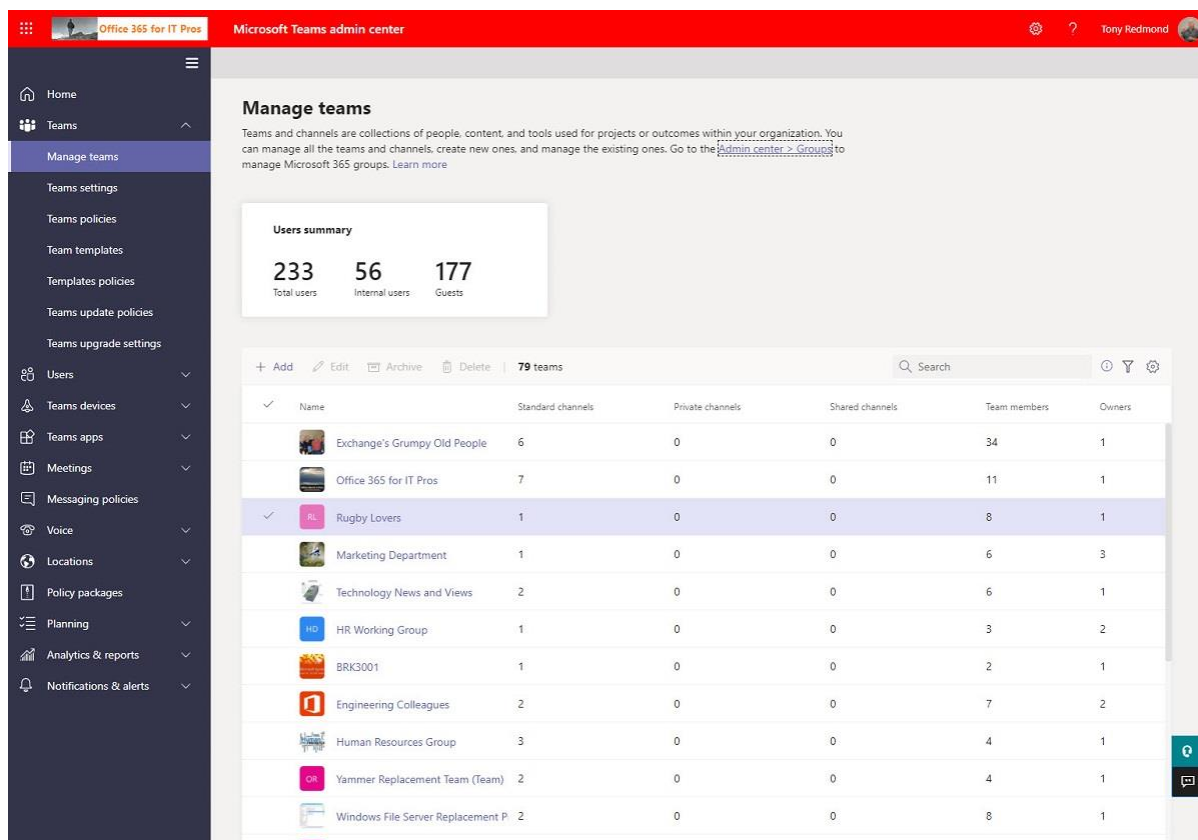 Office 365 for IT Pros
Microsoft Teams admin center
?
Tony Redmond
Home
Teams
Manage teams
Teams settings
Teams policies
Team templates
Templates policies
Teams update policies
Teams upgrade settings
Users
Teams devices
Teams apps
Meetings
Messaging policies
Voice
Locations
Policy packages
Planning
Analytics & reports
Notifications & alerts
Manage teams
Teams and channels are collections of people, content, and tools used for projects or outcomes within your organization. You
can manage all the teams and channels, create new ones, and manage the existing ones. Go to the Admin center > Groups to
manage Microsoft 365 groups. Learn more
Users summary
233 56 177
Total users Internal users Guests
+ Add Edit Archive Delete | 79 teams Search
Name Standard channels Private channels Shared channels Team members Owners
Exchange's Grumpy Old People 6 0 0 34 1
Office 365 for IT Pros 7 0 0 11 1
RL Rugby Lovers 1 0 0 8 1
Marketing Department 1 0 0 6 3
Technology News and Views 2 0 0 6 1
HD HR Working Group 1 0 0 3 2
BRK3001 1 0 0 2 1
Engineering Colleagues 2 0 0 7 2
Human Resources Group 3 0 0 4 1
OR Yammer Replacement Team (Team) 2 0 0 4 1
Windows File Server Replacement P 2 0 0 8 1